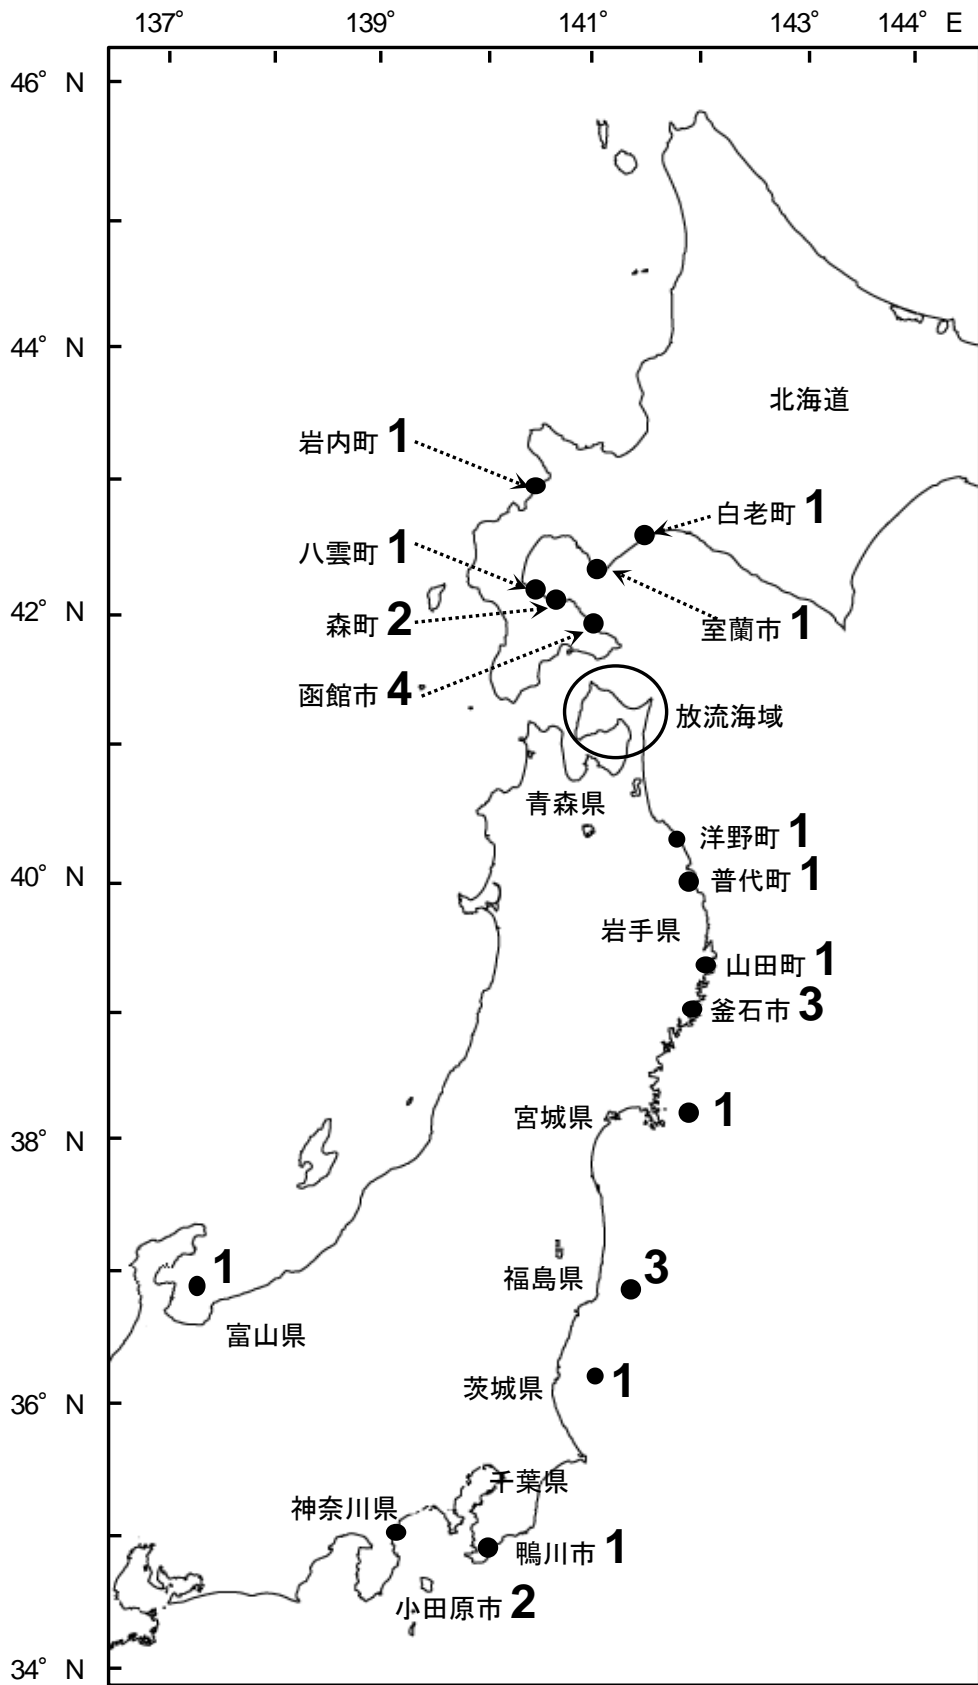 137° 139° 141° 143° 144° E
46° N
44° N
北海道
岩内町 1
白老町 1
八雲町 1
42° N
森町 2
室蘭市 1
函館市 4
放流海域
青森県
洋野町 1
40° N
普代町 1
岩手県
山田町 1
釜石市 3
宮城県 1
38° N
1
3
福島県
富山県
1
茨城県
36° N
千葉県
神奈川県
鴨川市 1
小田原市 2
34° N